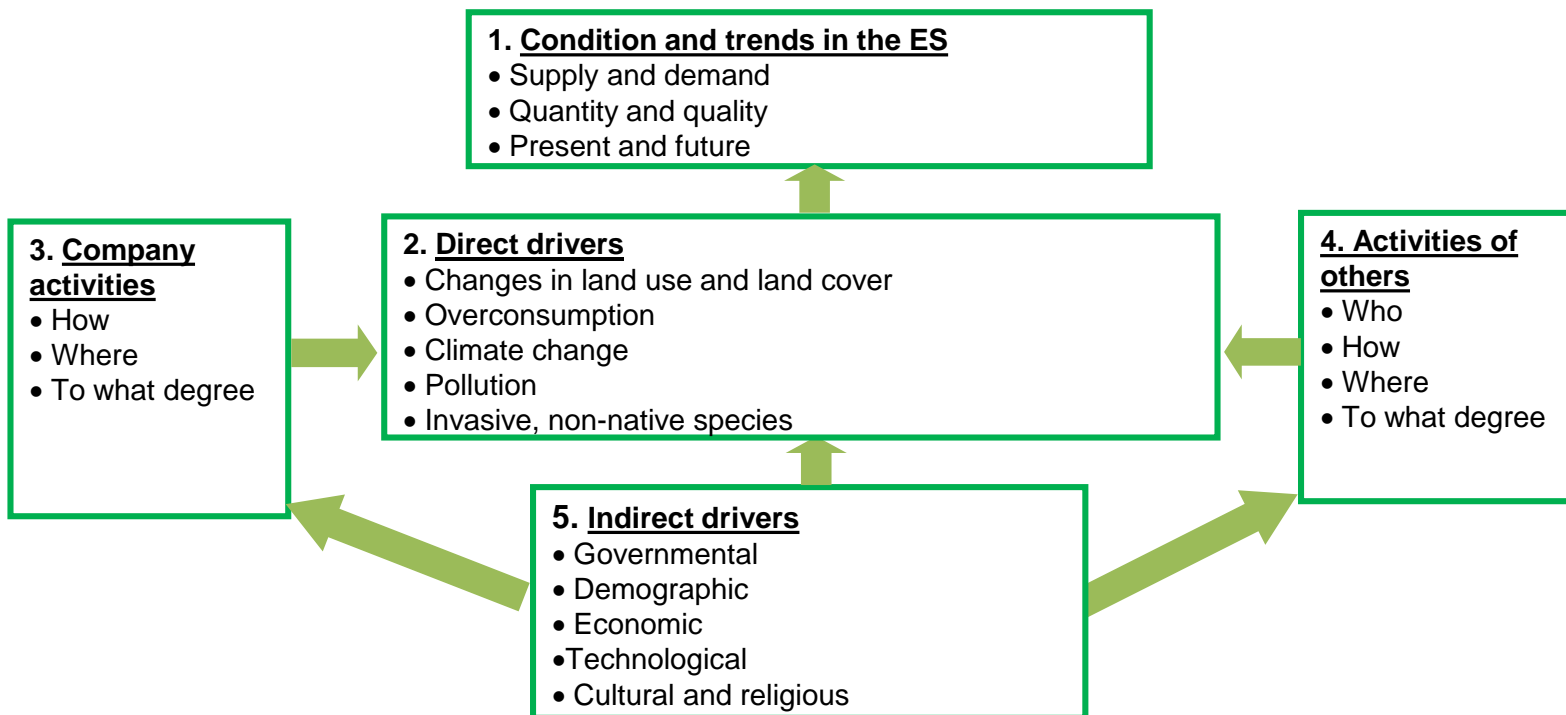 1. Condition and trends in the ES
• Supply and demand
• Quantity and quality
• Present and future
3. Company
activities
• How
• Where
• To what degree
2. Direct drivers
• Changes in land use and land cover
• Overconsumption
• Climate change
• Pollution
• Invasive, non-native species
4. Activities of
others
• Who
• How
• Where
• To what degree
5. Indirect drivers
• Governmental
• Demographic
• Economic
•Technological
• Cultural and religious